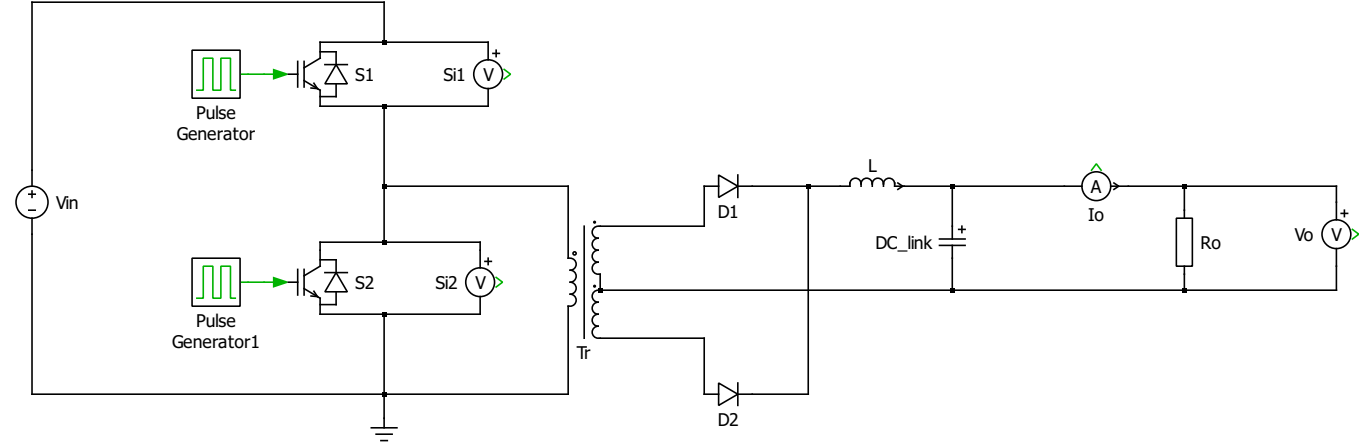 S1
Si1
V
Pulse
Generator
Vin
L
D1
A
Io
DC_link
Ro
Vo
V
S2
Si2
V
Pulse
Generator1
Tr
D2